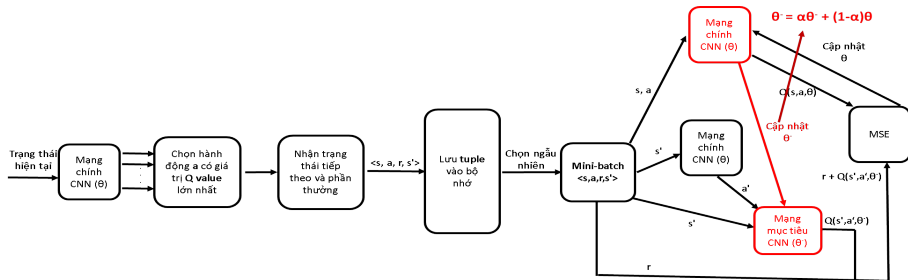 Trạng thái
hiện tại
Mạng
chính
CNN (θ)
Chọn hành
động a có giá
trị Q value
lớn nhất
Nhận trạng
thái tiếp
theo và phần
thưởng
<s, a, r, s'>
Lưu tuple
vào bộ
nhớ
Chọn ngẫu
nhiên
Mini-batch
<s,a,r,s'>
s, a
Mạng
chính
CNN (θ)
θ⁻ = αθ⁻ + (1-α)θ
Cập nhật
θ
Q(s,a,θ)
Cập nhật
θ⁻
MSE
s'
Mạng
chính
CNN (θ)
a'
s'
Mạng
mục tiêu
CNN (θ⁻)
Q(s',a',θ⁻)
r + Q(s',a',θ⁻)
r